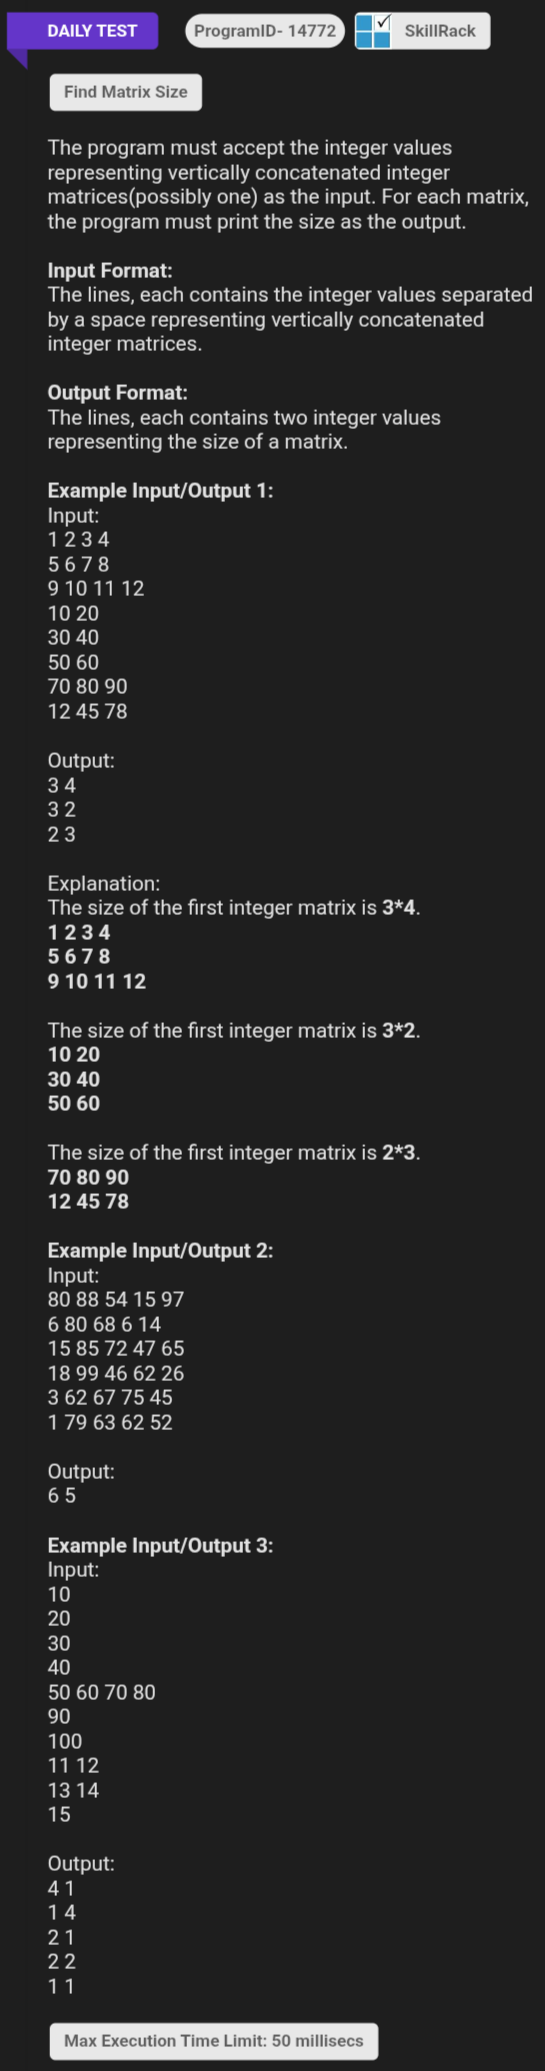 DAILY TEST
ProgramID- 14772
SkillRack
Find Matrix Size
The program must accept the integer values
representing vertically concatenated integer
matrices(possibly one) as the input. For each matrix,
the program must print the size as the output.
Input Format:
The lines, each contains the integer values separated
by a space representing vertically concatenated
integer matrices.
Output Format:
The lines, each contains two integer values
representing the size of a matrix.
Example Input/Output 1:
Input:
1 2 3 4
5 6 7 8
9 10 11 12
10 20
30 40
50 60
70 80 90
12 45 78
Output:
3 4
3 2
2 3
Explanation:
The size of the first integer matrix is 3*4.
1 2 3 4
5 6 7 8
9 10 11 12
The size of the first integer matrix is 3*2.
10 20
30 40
50 60
The size of the first integer matrix is 2*3.
70 80 90
12 45 78
Example Input/Output 2:
Input:
80 88 54 15 97
6 80 68 6 14
15 85 72 47 65
18 99 46 62 26
3 62 67 75 45
1 79 63 62 52
Output:
6 5
Example Input/Output 3:
Input:
10
20
30
40
50 60 70 80
90
100
11 12
13 14
15
Output:
4 1
1 4
2 1
2 2
1 1
Max Execution Time Limit: 50 millisecs